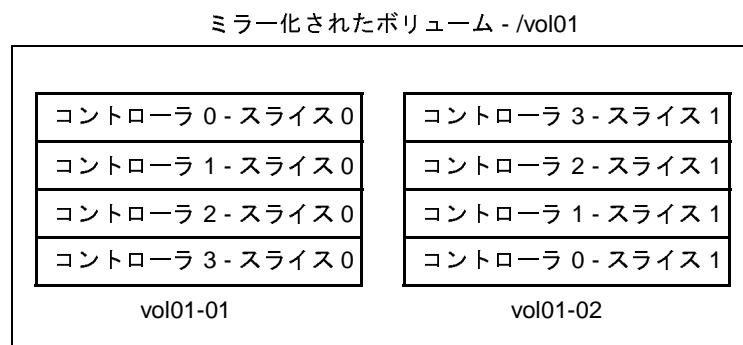 ミラー化されたボリューム - /vol01
コントローラ 0 - スライス 0
コントローラ 1 - スライス 0
コントローラ 2 - スライス 0
コントローラ 3 - スライス 0
vol01-01
コントローラ 3 - スライス 1
コントローラ 2 - スライス 1
コントローラ 1 - スライス 1
コントローラ 0 - スライス 1
vol01-02